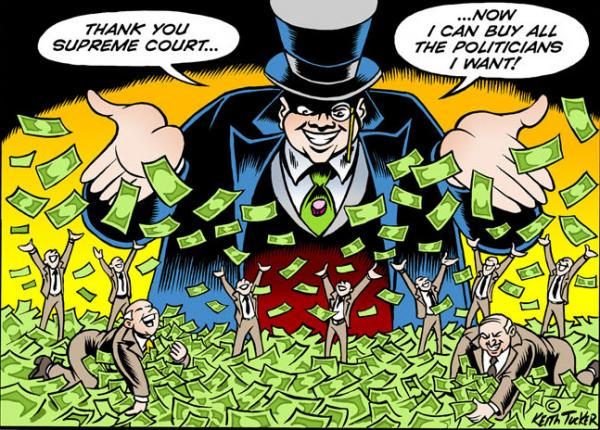 THANK YOU
SUPREME COURT...
...NOW
I CAN BUY ALL
THE POLITICIANS
I WANT!
©
KEITH TUCKER